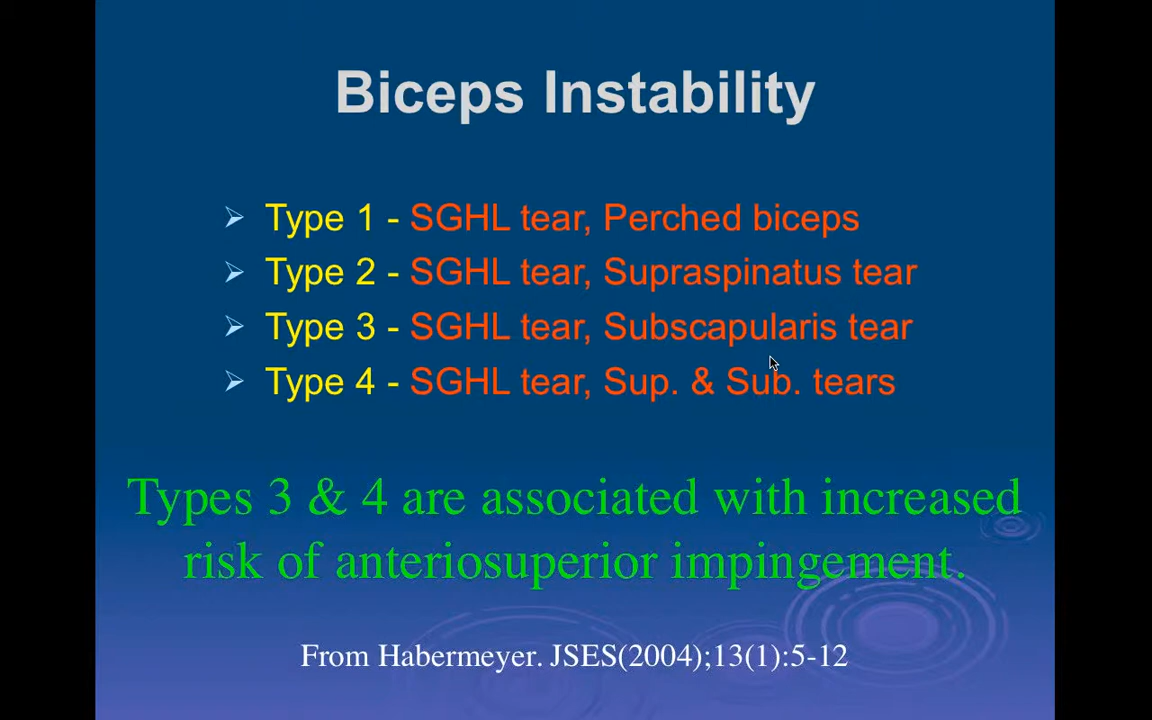 Biceps Instability
Type 1 - SGHL tear, Perched biceps
Type 2 - SGHL tear, Supraspinatus tear
Type 3 - SGHL tear, Subscapularis tear
Type 4 - SGHL tear, Sup. & Sub. tears
Types 3 & 4 are associated with increased
risk of anteriosuperior impingement.
From Habermeyer. JSES(2004);13(1):5-12